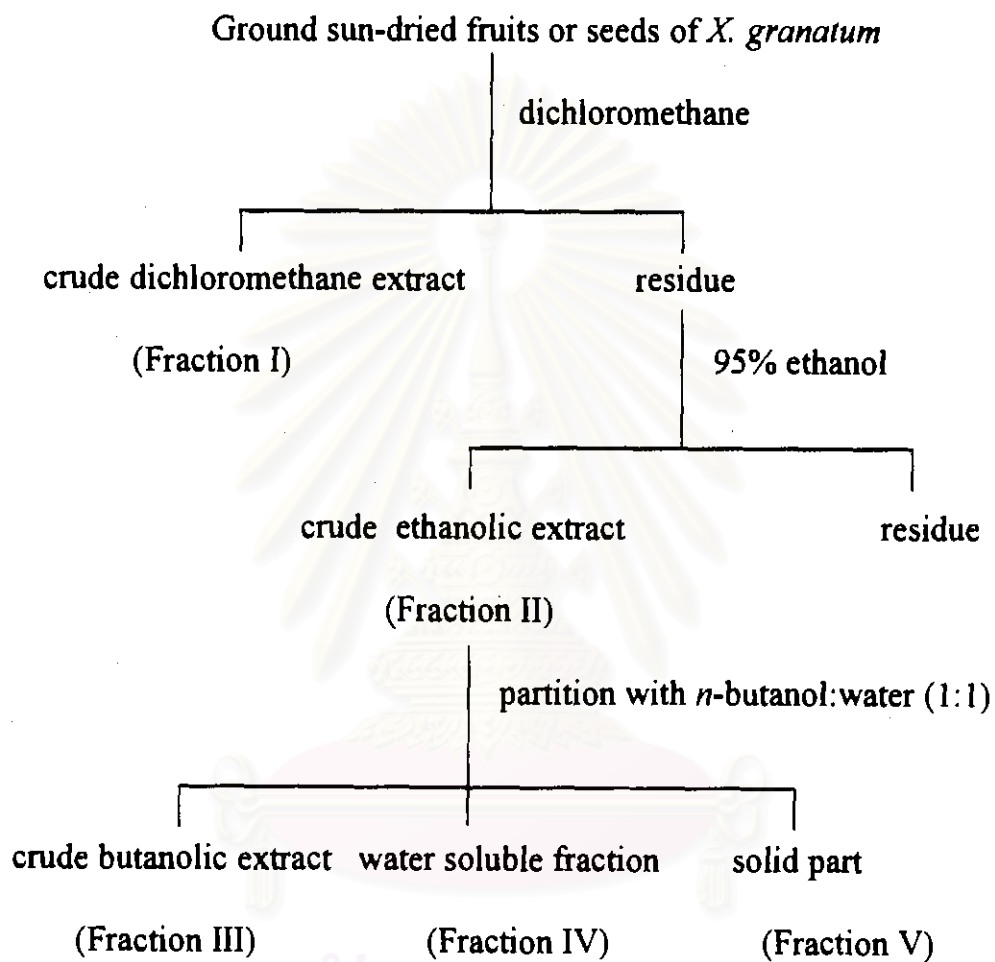 Ground sun-dried fruits or seeds of X. granatum
dichloromethane
crude dichloromethane extract residue
(Fraction I) 95% ethanol
crude ethanolic extract residue
(Fraction II)
partition with n-butanol:water (1:1)
crude butanolic extract water soluble fraction solid part
(Fraction III) (Fraction IV) (Fraction V)